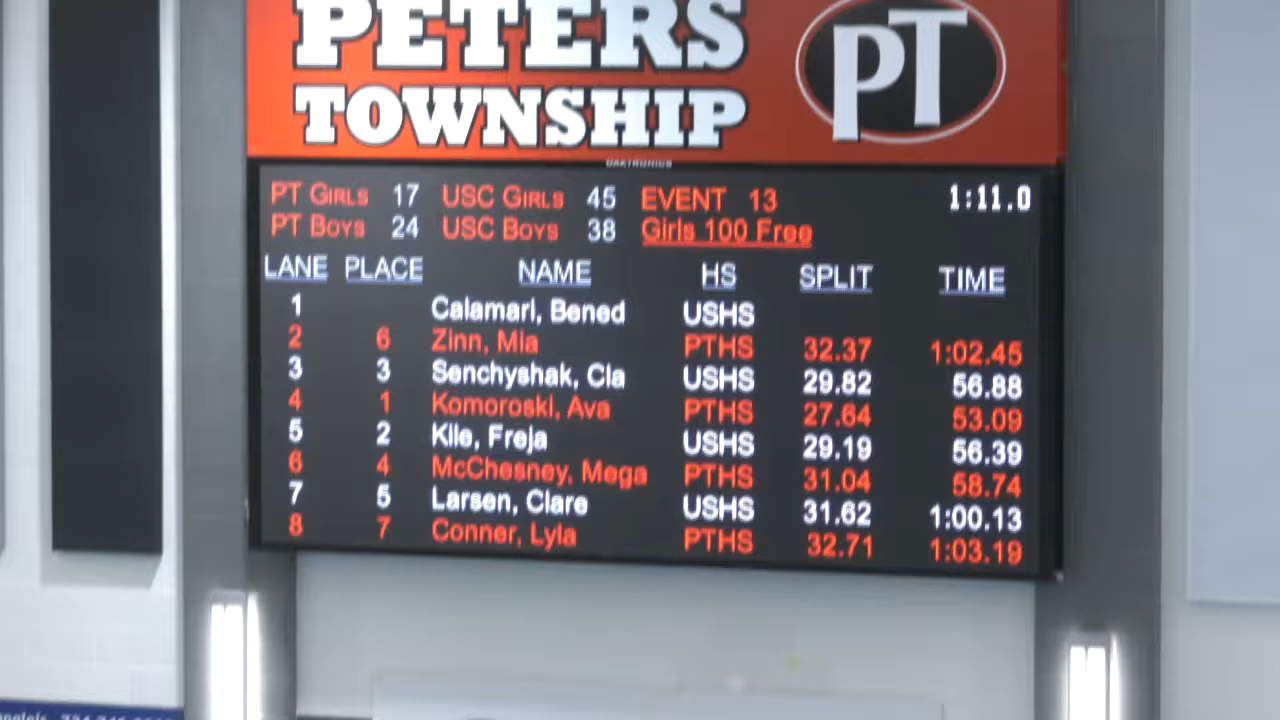 PETERS
TOWNSHIP
PT
DAKTRONICS
PT GIRLS 17 USC GIRLS 45 EVENT 13 1:11.0
PT BOYS 24 USC BOYS 38 Girls 100 Free
LANE PLACE NAME HS SPLIT TIME
1 Calamari, Bened USHS
2 6 Zinn, Mia PTHS 32.37 1:02.45
3 3 Senchyshak, Cla USHS 29.82 56.88
4 1 Komoroski, Ava PTHS 27.64 53.09
5 2 Kile, Freja USHS 29.19 56.39
6 4 McChesney, Mega PTHS 31.04 58.74
7 5 Larsen, Clare USHS 31.62 1:00.13
8 7 Conner, Lyla PTHS 32.71 1:03.19